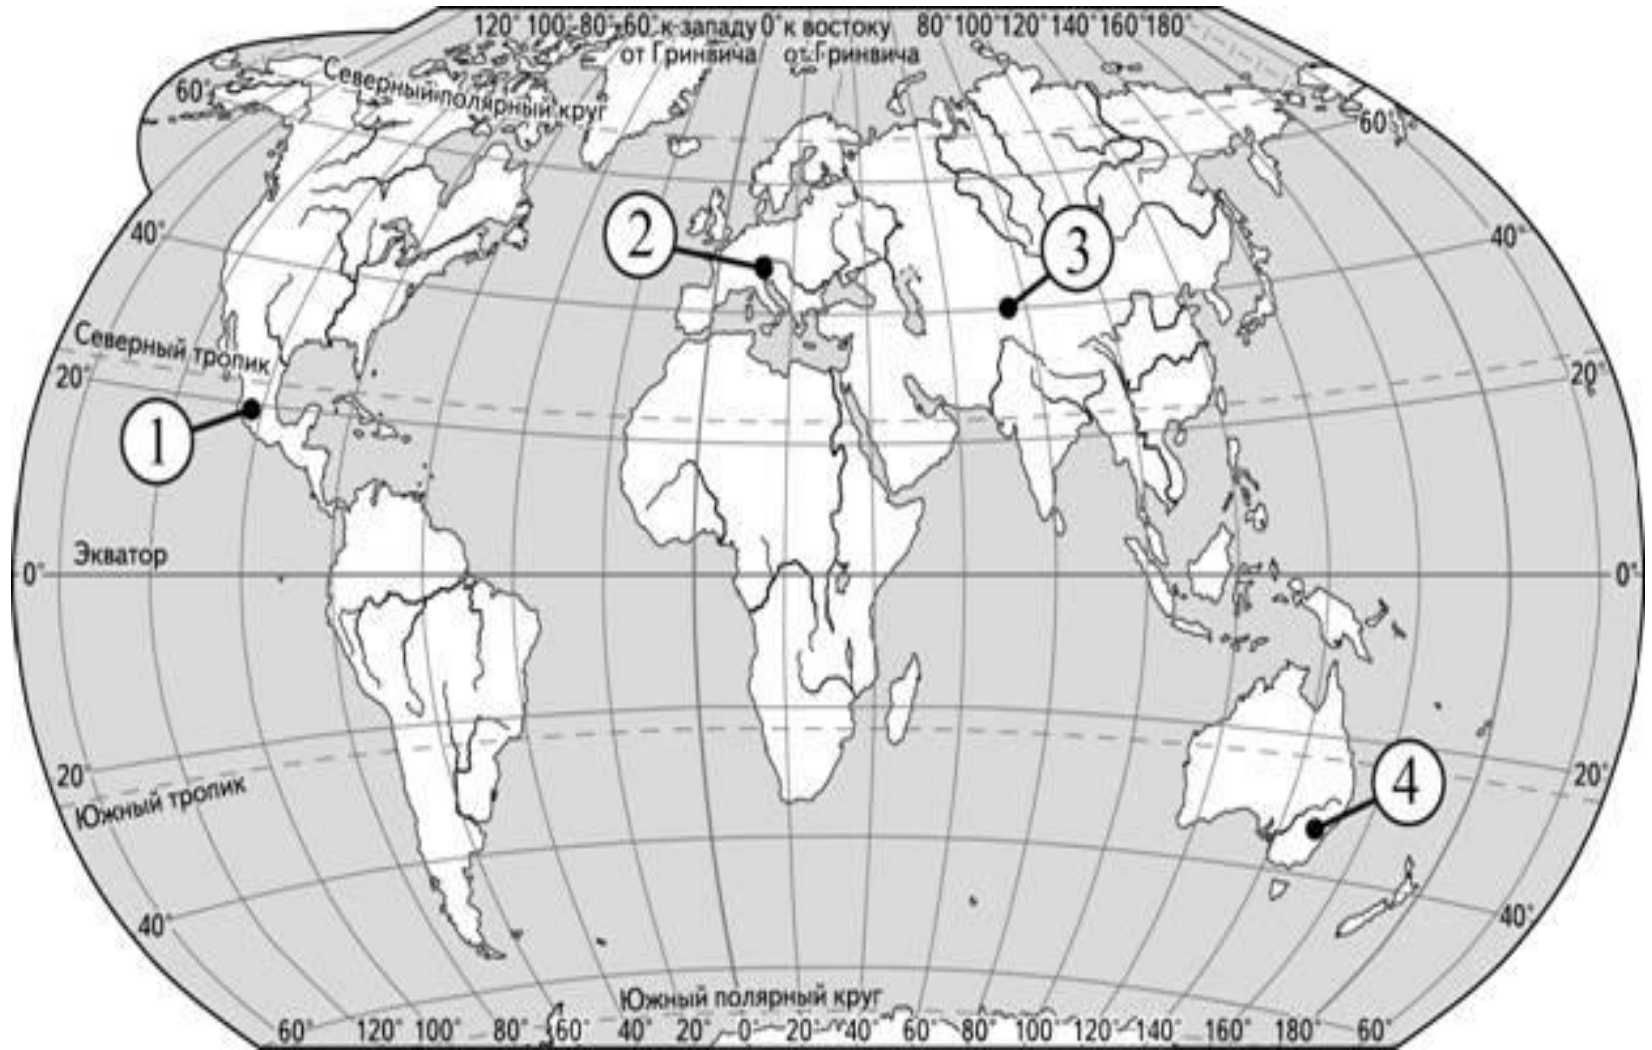 120° 100° 80° 60° к западу 0° к востоку 80° 100° 120° 140° 160° 180°
от Гринвича от Гринвича
Северный полярный круг
60° 60°
2
3
40° 40°
Северный тропик
20° 20°
1
Экватор
0° 0°
4
20° 20°
Южный тропик
40° 40°
Южный полярный круг
60° 120° 100° 80° 60° 40° 20° 0° 20° 40° 60° 80° 100° 120° 140° 160° 180° 60°